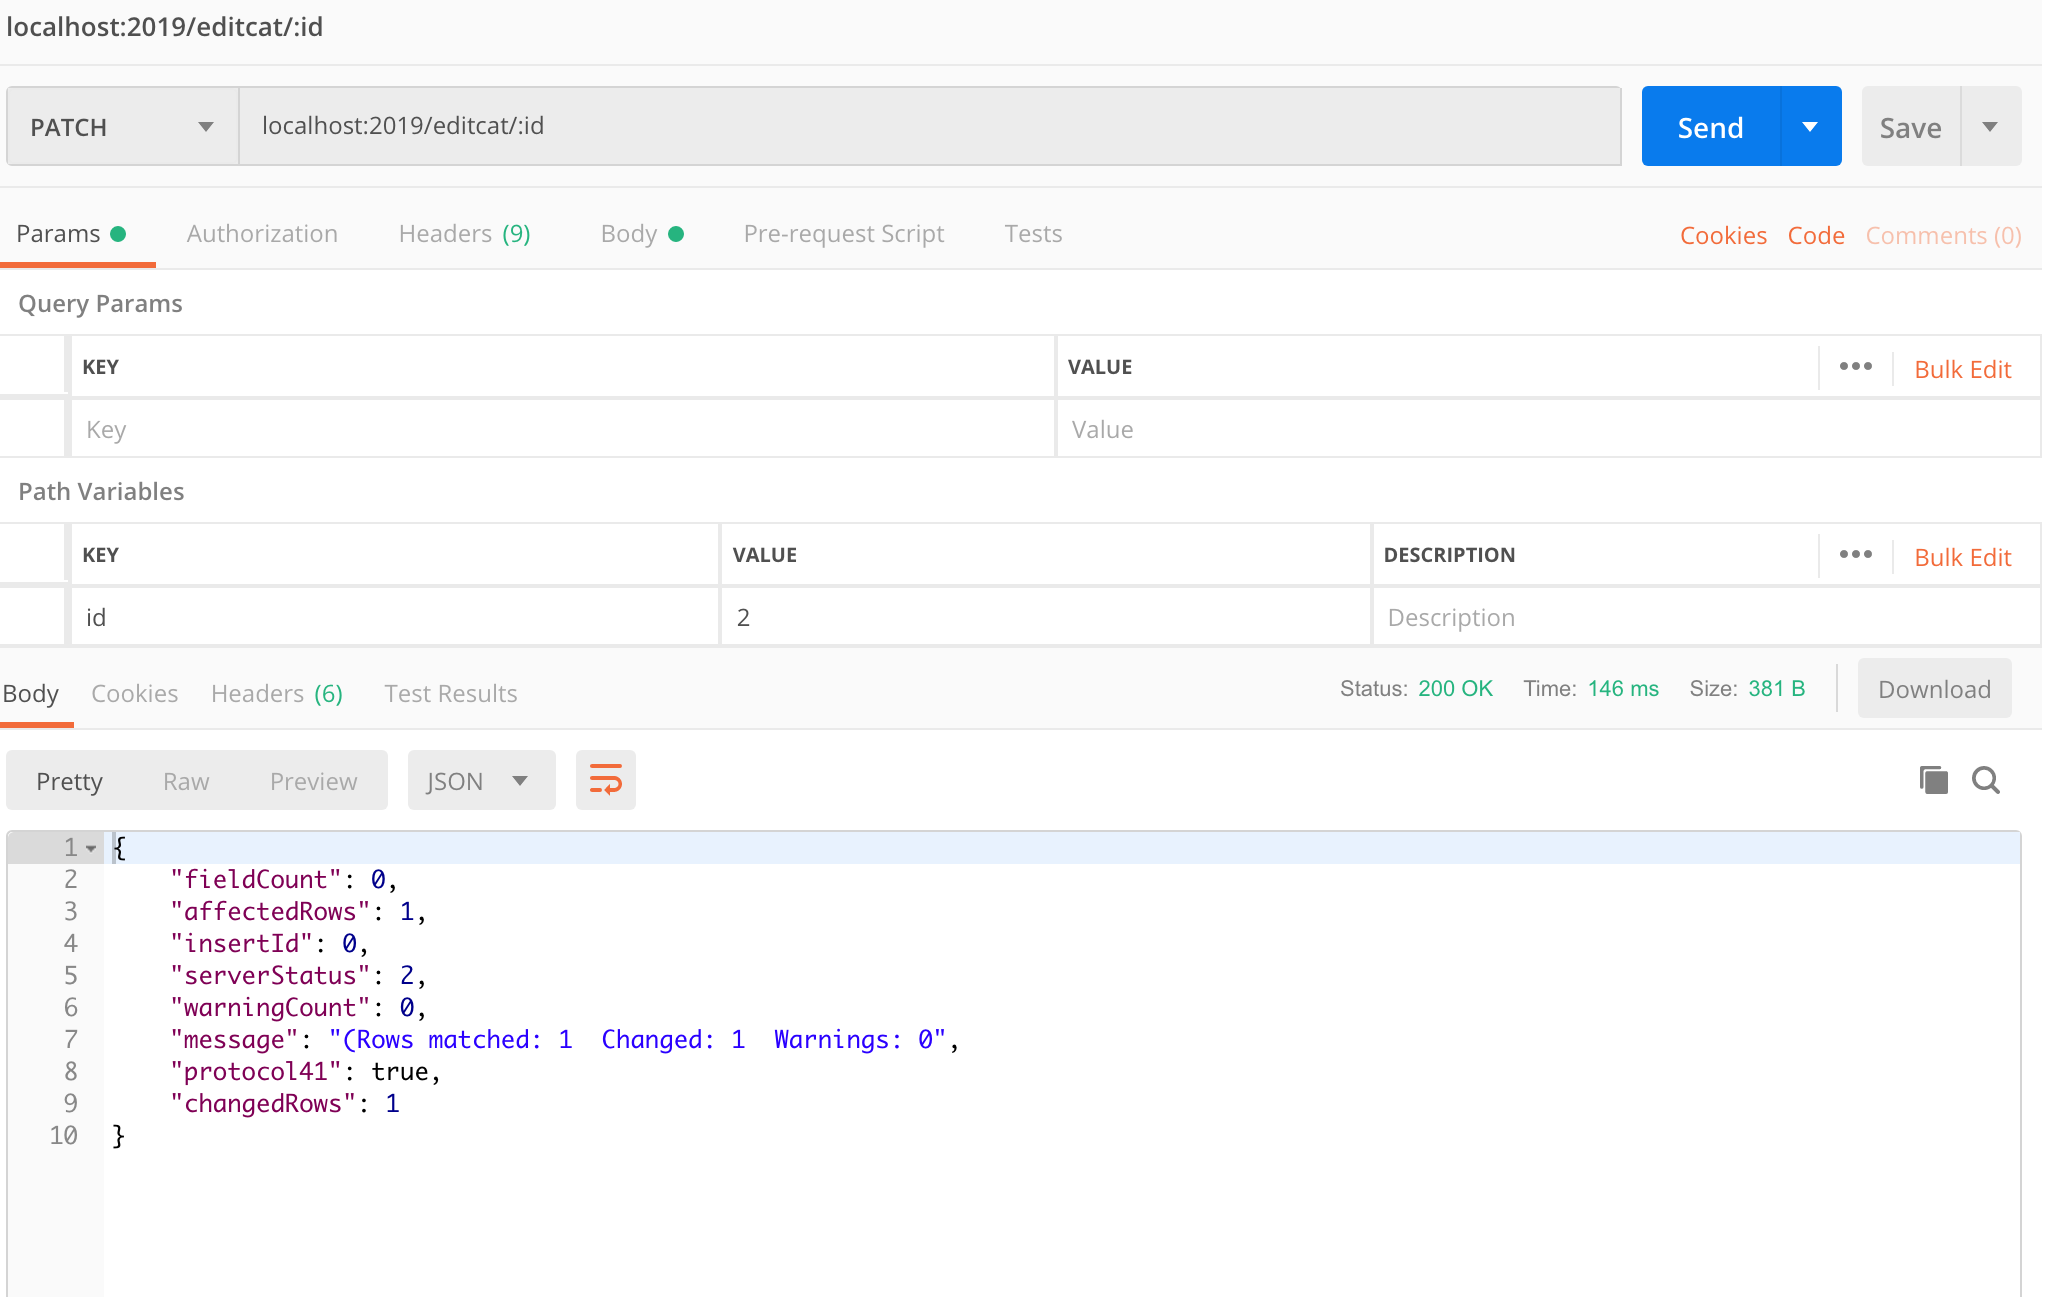 localhost:2019/editcat/:id
PATCH localhost:2019/editcat/:id Send Save
Params Authorization Headers (9) Body Pre-request Script Tests Cookies Code Comments (0)
Query Params
KEY VALUE ••• Bulk Edit
Key Value
Path Variables
KEY VALUE DESCRIPTION ••• Bulk Edit
id 2 Description
Body Cookies Headers (6) Test Results Status: 200 OK Time: 146 ms Size: 381 B Download
Pretty Raw Preview JSON
1 {
2 "fieldCount": 0,
3 "affectedRows": 1,
4 "insertId": 0,
5 "serverStatus": 2,
6 "warningCount": 0,
7 "message": "(Rows matched: 1  Changed: 1  Warnings: 0",
8 "protocol41": true,
9 "changedRows": 1
10 }